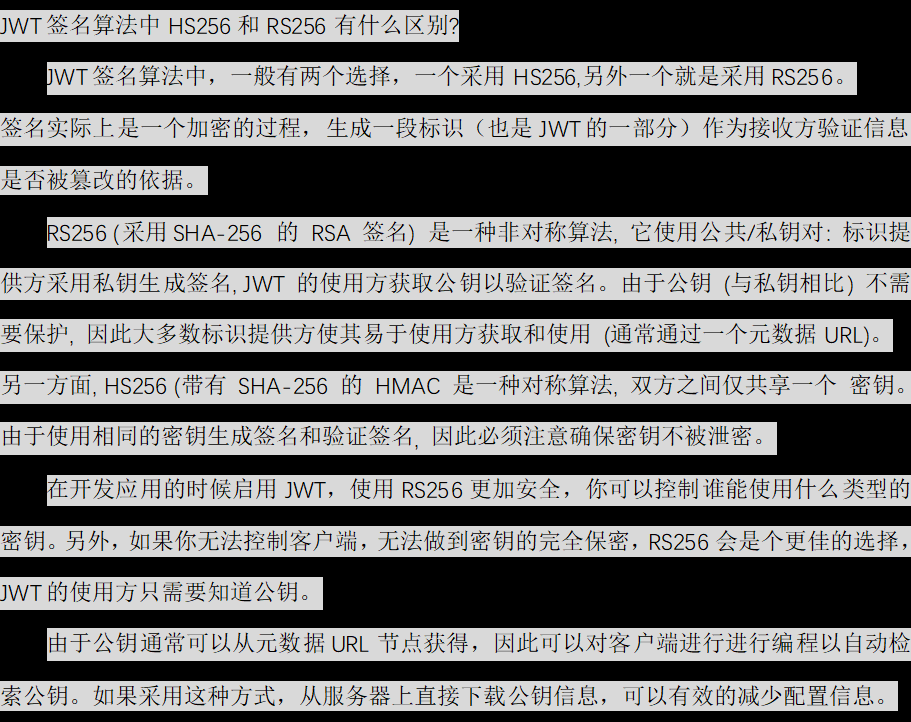 JWT 签名算法中 HS256 和 RS256 有什么区别?
JWT 签名算法中，一般有两个选择，一个采用 HS256,另外一个就是采用 RS256。
签名实际上是一个加密的过程，生成一段标识（也是 JWT 的一部分）作为接收方验证信息
是否被篡改的依据。
RS256 (采用 SHA-256 的 RSA 签名) 是一种非对称算法, 它使用公共/私钥对: 标识提
供方采用私钥生成签名, JWT 的使用方获取公钥以验证签名。由于公钥 (与私钥相比) 不需
要保护, 因此大多数标识提供方使其易于使用方获取和使用 (通常通过一个元数据 URL)。
另一方面, HS256 (带有 SHA-256 的 HMAC 是一种对称算法, 双方之间仅共享一个 密钥。
由于使用相同的密钥生成签名和验证签名, 因此必须注意确保密钥不被泄密。
在开发应用的时候启用 JWT，使用 RS256 更加安全，你可以控制谁能使用什么类型的
密钥。另外，如果你无法控制客户端，无法做到密钥的完全保密，RS256 会是个更佳的选择，
JWT 的使用方只需要知道公钥。
由于公钥通常可以从元数据 URL 节点获得，因此可以对客户端进行进行编程以自动检
索公钥。如果采用这种方式，从服务器上直接下载公钥信息，可以有效的减少配置信息。